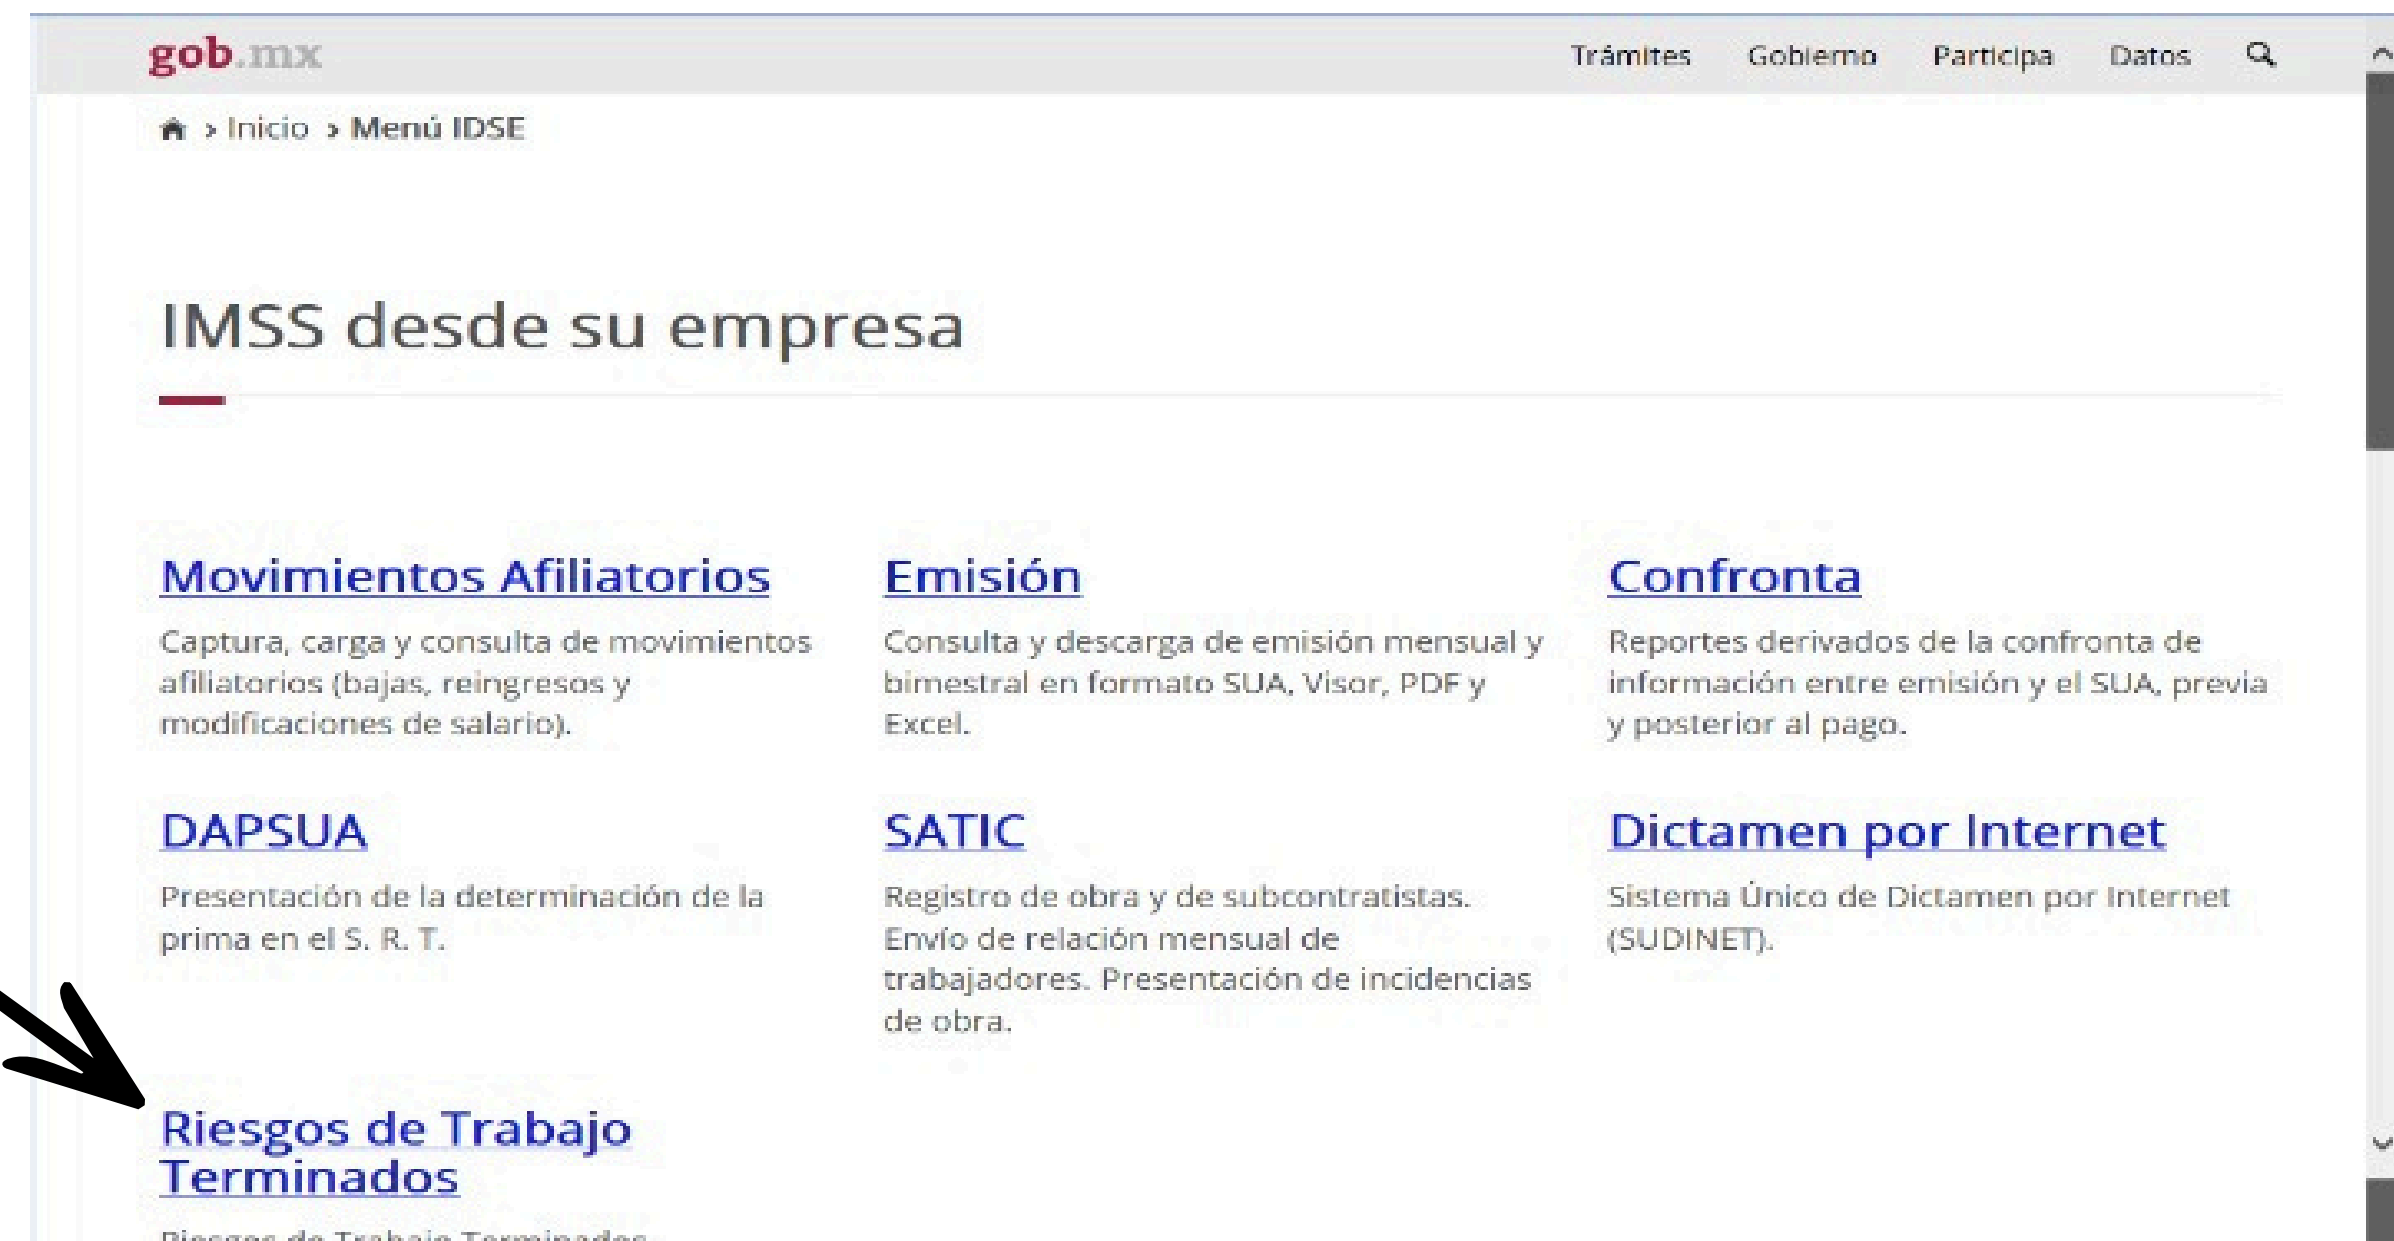 gob.mx
Trámites Gobierno Participa Datos
> Inicio > Menú IDSE
IMSS desde su empresa
Movimientos Afiliatorios
Captura, carga y consulta de movimientos
afiliatorios (bajas, reingresos y
modificaciones de salario).
Emisión
Consulta y descarga de emisión mensual y
bimestral en formato SUA, Visor, PDF y
Excel.
Confronta
Reportes derivados de la confronta de
información entre emisión y el SUA, previa
y posterior al pago.
DAPSUA
Presentación de la determinación de la
prima en el S. R. T.
SATIC
Registro de obra y de subcontratistas.
Envío de relación mensual de
trabajadores. Presentación de incidencias
de obra.
Dictamen por Internet
Sistema Único de Dictamen por Internet
(SUDINET).
Riesgos de Trabajo
Terminados
Riesgos de Trabajo Terminados